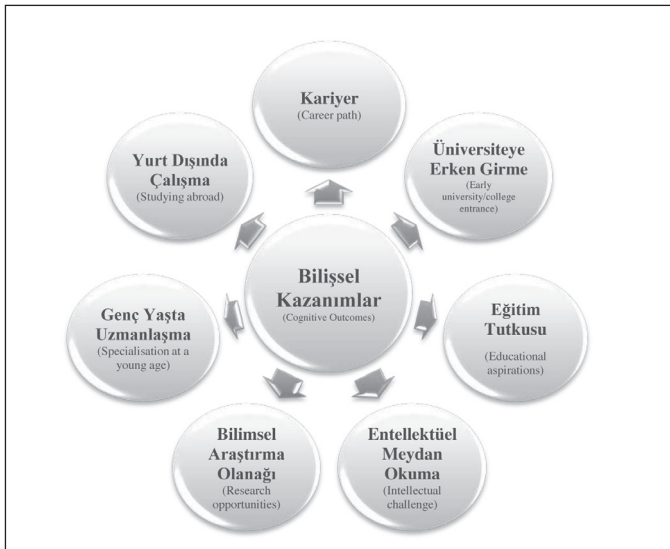 Kariyer
(Career path)
Üniversiteye
Erken Girme
(Early
university/college
entrance)
Eğitim
Tutkusu
(Educational
aspirations)
Entellektüel
Meydan
Okuma
(Intellectual
challenge)
Bilimsel
Araştırma
Olanağı
(Research
opportunities)
Genç Yaşta
Uzmanlaşma
(Specialisation at a
young age)
Yurt Dışında
Çalışma
(Studying abroad)
Bilişsel
Kazanımlar
(Cognitive Outcomes)